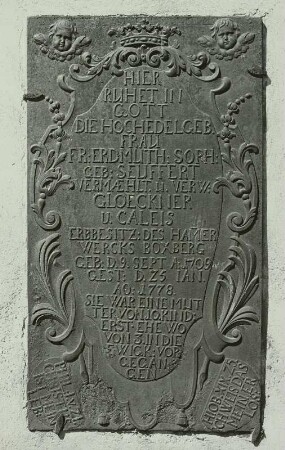 HIER
RUHET IN
GOTT
DIE HOCHEDELGEB
FRAU
FR: ERDMUTH: SOPH:
GEB: SEUFFERT
VERMÆHLT U. VERW:
GLOECKNER
U. CALEIS
ERBBESITZ: DES HAMER
WERCKS BOXBERG
GEB: D. 9. SEPT A: 1709
GEST: D. 25 IAN.
AO. 1778.
SIE WAR EINE MUT
TER VON 10 KIND:
ERST. EHE WO
VON 3. IN DIE
EWICK: VOR
GEGAN
GEN